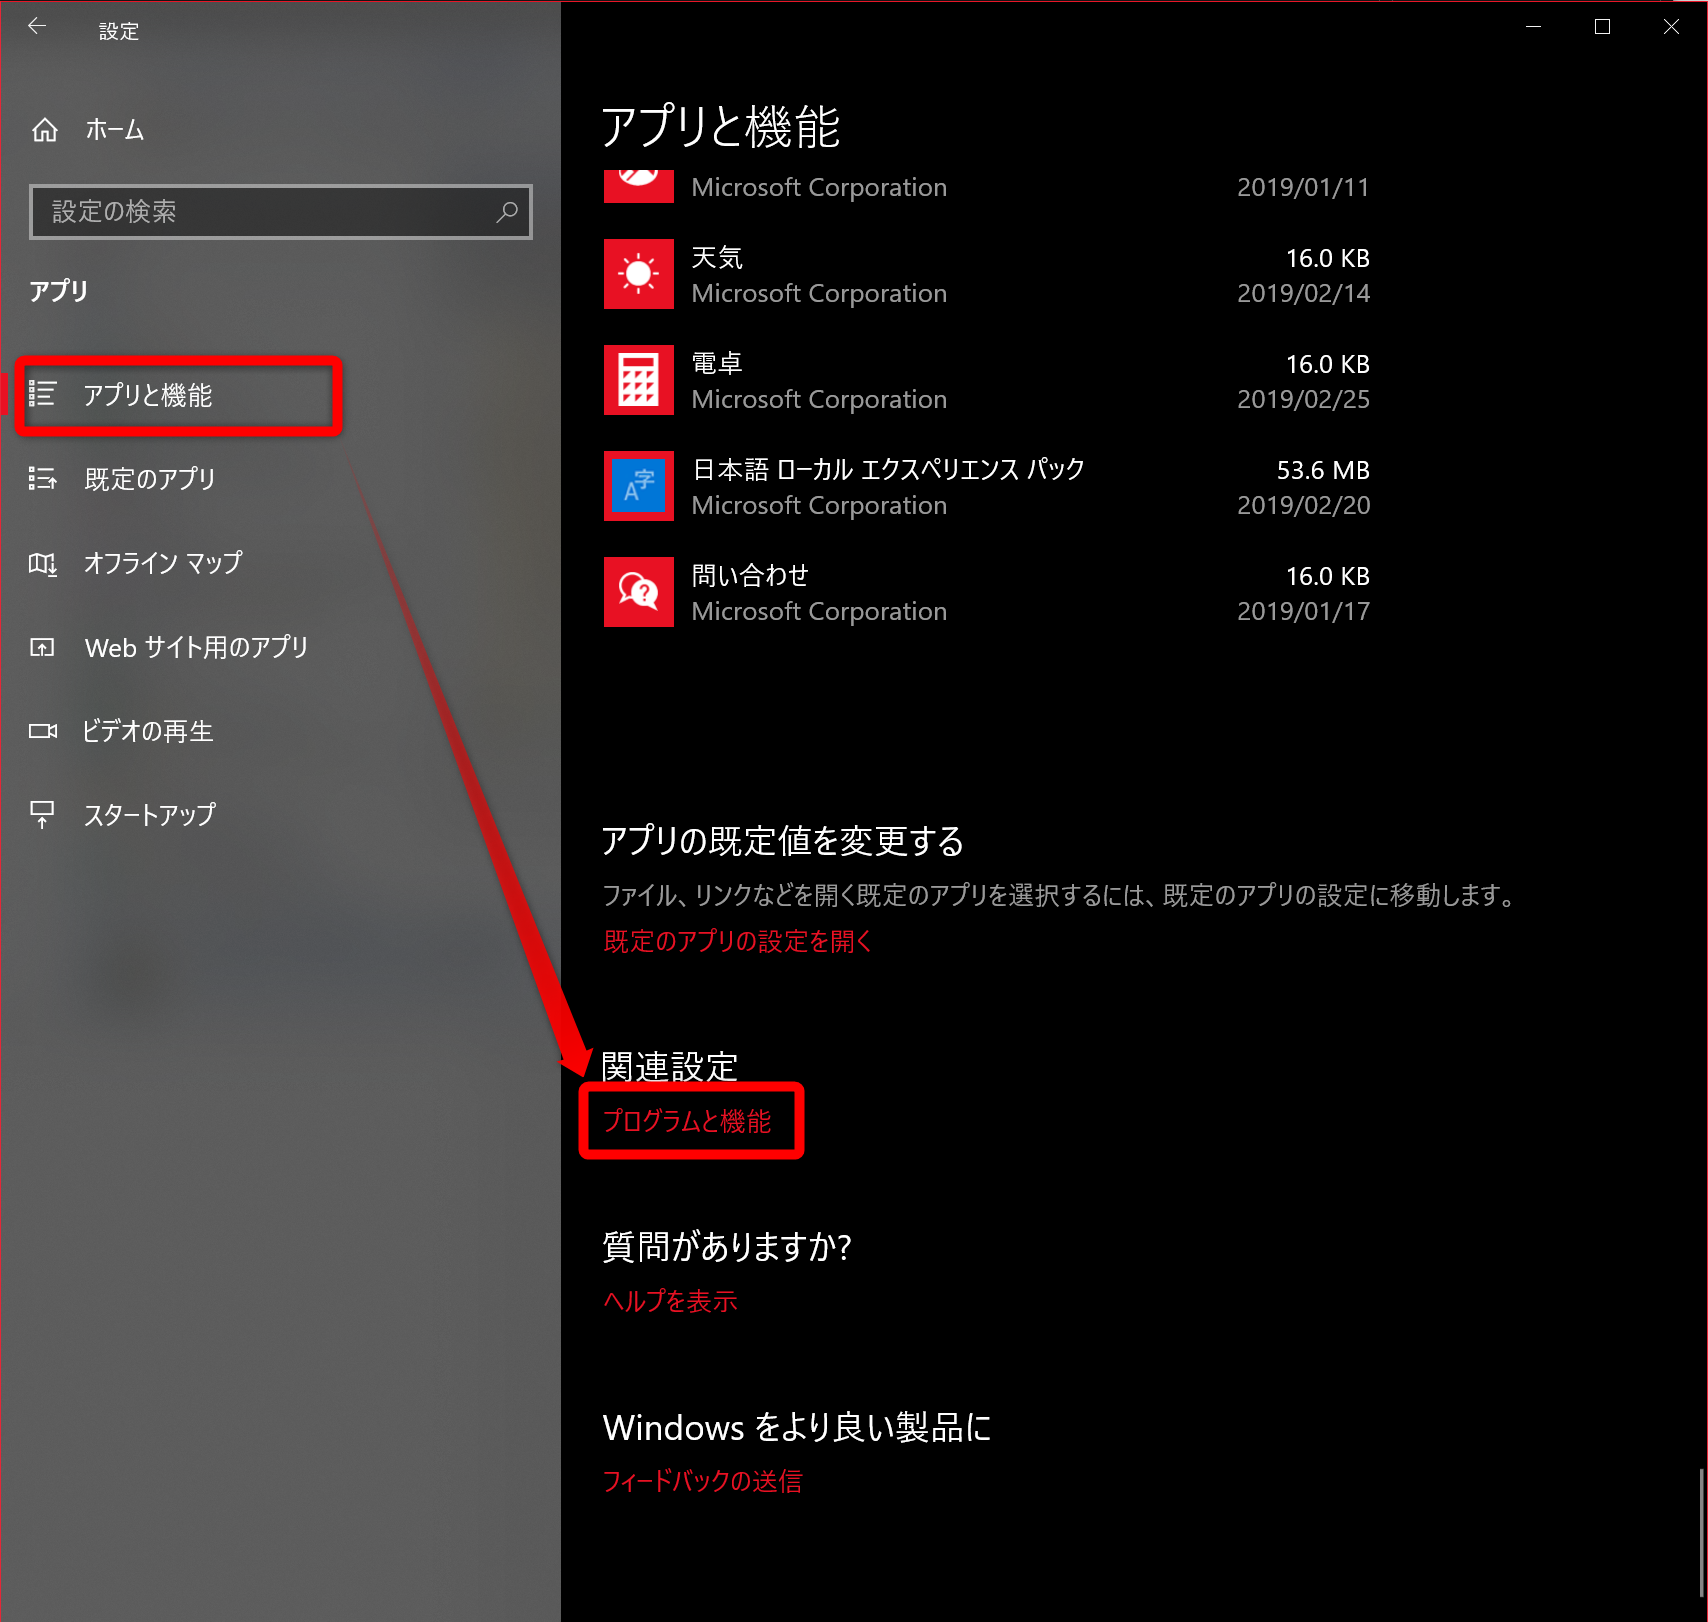 設定
ホーム
設定の検索
アプリ
アプリと機能
既定のアプリ
オフライン マップ
Web サイト用のアプリ
ビデオの再生
スタートアップ
アプリと機能
Microsoft Corporation 2019/01/11
天気 16.0 KB
Microsoft Corporation 2019/02/14
電卓 16.0 KB
Microsoft Corporation 2019/02/25
A字
日本語 ローカル エクスペリエンス パック 53.6 MB
Microsoft Corporation 2019/02/20
問い合わせ 16.0 KB
Microsoft Corporation 2019/01/17
アプリの既定値を変更する
ファイル、リンクなどを開く既定のアプリを選択するには、既定のアプリの設定に移動します。
既定のアプリの設定を開く
関連設定
プログラムと機能
質問がありますか?
ヘルプを表示
Windows をより良い製品に
フィードバックの送信